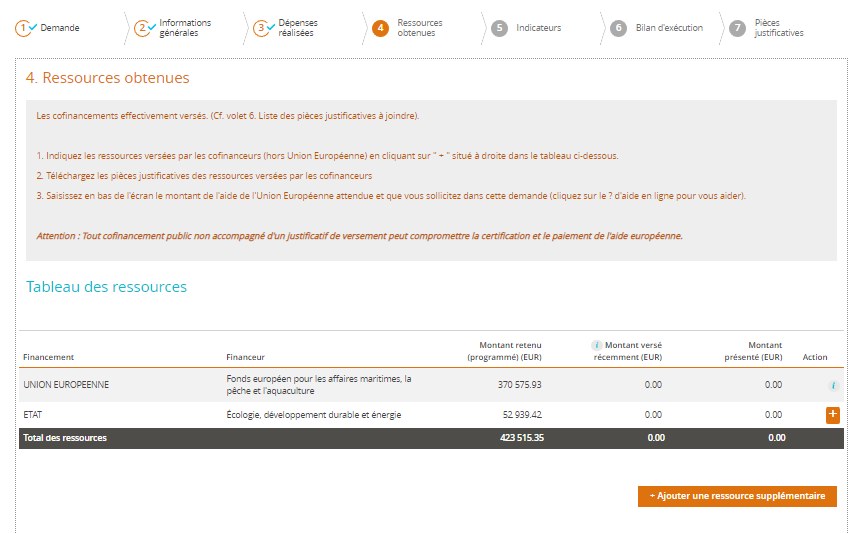 1 Demande
2 Informations générales
3 Dépenses réalisées
4 Ressources obtenues
5 Indicateurs
6 Bilan d'exécution
7 Pièces justificatives
4. Ressources obtenues
Les cofinancements effectivement versés. (Cf. volet 6. Liste des pièces justificatives à joindre).
1. Indiquez les ressources versées par les cofinanceurs (hors Union Européenne) en cliquant sur " + " situé à droite dans le tableau ci-dessous.
2. Téléchargez les pièces justificatives des ressources versées par les cofinanceurs
3. Saisissez en bas de l'écran le montant de l'aide de l'Union Européenne attendue et que vous sollicitez dans cette demande (cliquez sur le ? d'aide en ligne pour vous aider).
Attention : Tout cofinancement public non accompagné d'un justificatif de versement peut compromettre la certification et le paiement de l'aide européenne.
Tableau des ressources
Financement Financeur Montant retenu (programmé) (EUR) i Montant versé récemment (EUR) Montant présenté (EUR) Action
UNION EUROPEENNE Fonds européen pour les affaires maritimes, la pêche et l'aquaculture 370 575.93 0.00 0.00 i
ETAT Écologie, développement durable et énergie 52 939.42 0.00 0.00 +
Total des ressources 423 515.35 0.00 0.00
+ Ajouter une ressource supplémentaire